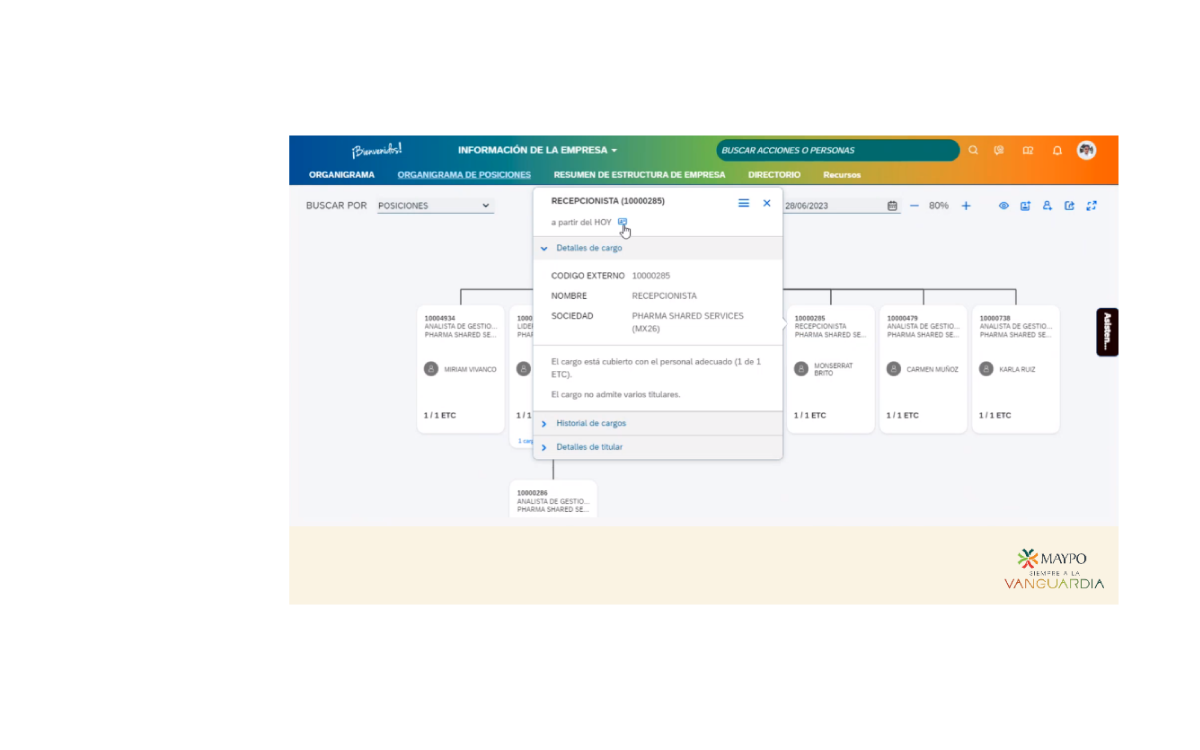 ¡Bienvenidos!
INFORMACIÓN DE LA EMPRESA
BUSCAR ACCIONES O PERSONAS
ORGANIGRAMA
ORGANIGRAMA DE POSICIONES
RESUMEN DE ESTRUCTURA DE EMPRESA
DIRECTORIO
Recursos
BUSCAR POR
POSICIONES
28/06/2023
80%
RECEPCIONISTA (10000285)
a partir del HOY
Detalles de cargo
CODIGO EXTERNO 10000285
NOMBRE RECEPCIONISTA
SOCIEDAD PHARMA SHARED SERVICES
(MX26)
El cargo está cubierto con el personal adecuado (1 de 1
ETC).
El cargo no admite varios titulares.
Historial de cargos
Detalles de titular
10004934
ANALISTA DE GESTIO...
PHARMA SHARED SE...
MIRIAM VIVANCO
1 / 1 ETC
1000
LIDE
PHA
1 / 1
1 car
10000285
RECEPCIONISTA
PHARMA SHARED SE...
MONSERRAT
BRITO
1 / 1 ETC
10000479
ANALISTA DE GESTIO...
PHARMA SHARED SE...
CARMEN MUÑOZ
1 / 1 ETC
10000738
ANALISTA DE GESTIO...
PHARMA SHARED SE...
KARLA RUIZ
1 / 1 ETC
10000286
ANALISTA DE GESTIO...
PHARMA SHARED SE...
Asisten...
MAYPO
SIEMPRE A LA
VANGUARDIA